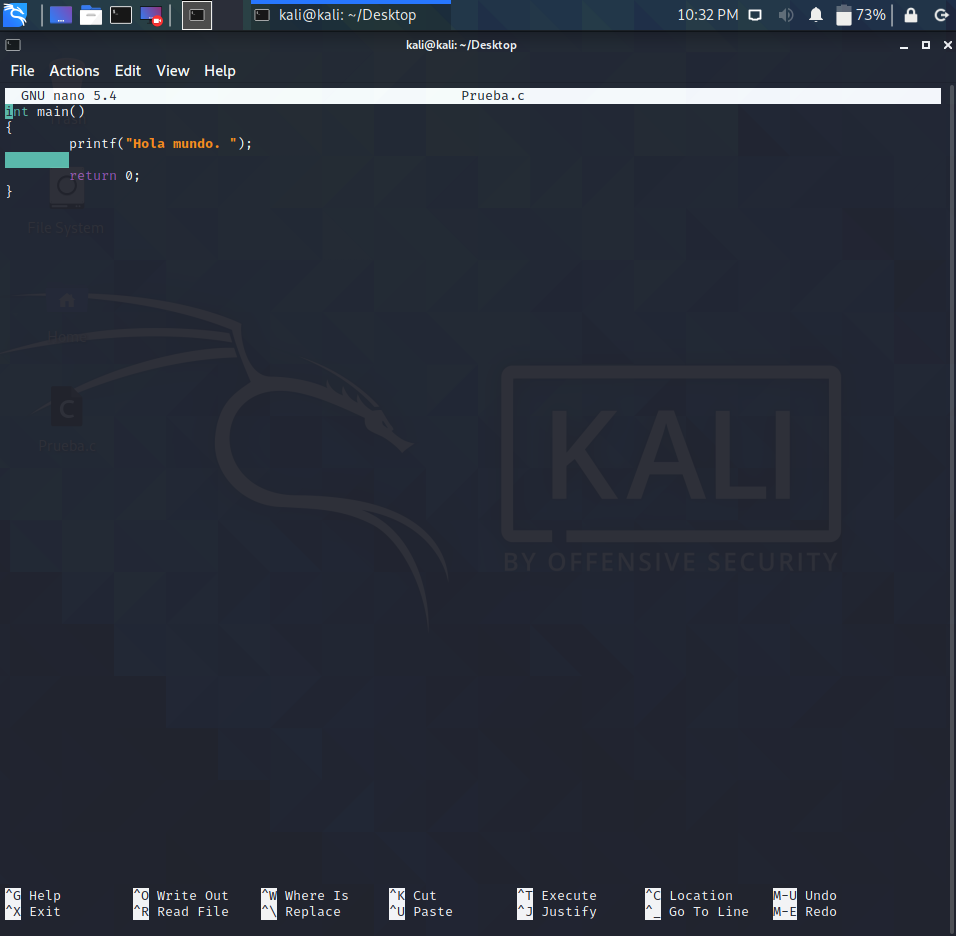 kali@kali: ~/Desktop
10:32 PM
73%
kali@kali: ~/Desktop
File Actions Edit View Help
GNU nano 5.4 Prueba.c
int main()
{
printf("Hola mundo. ");
return 0;
}
File System
Home
C
Prueba.c
KALI
BY OFFENSIVE SECURITY
^G Help ^O Write Out ^W Where Is ^K Cut ^T Execute ^C Location M-U Undo
^X Exit ^R Read File ^\ Replace ^U Paste ^J Justify ^_ Go To Line M-E Redo